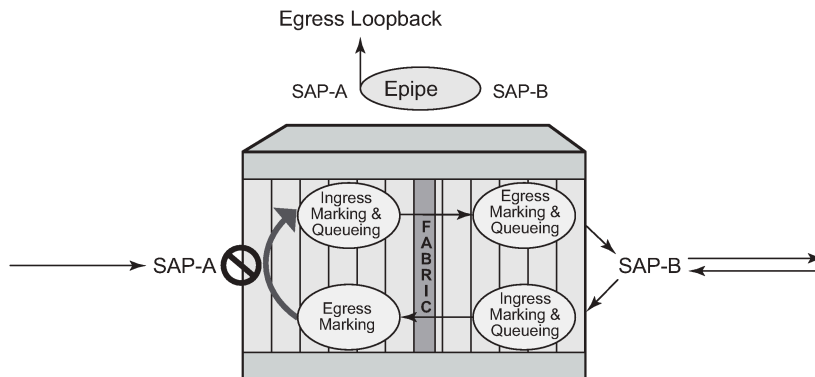 Egress Loopback
SAP-A
Epipe
SAP-B
Ingress
Marking &
Queueing
Egress
Marking &
Queueing
FABRIC
SAP-A
SAP-B
Egress
Marking
Ingress
Marking &
Queueing